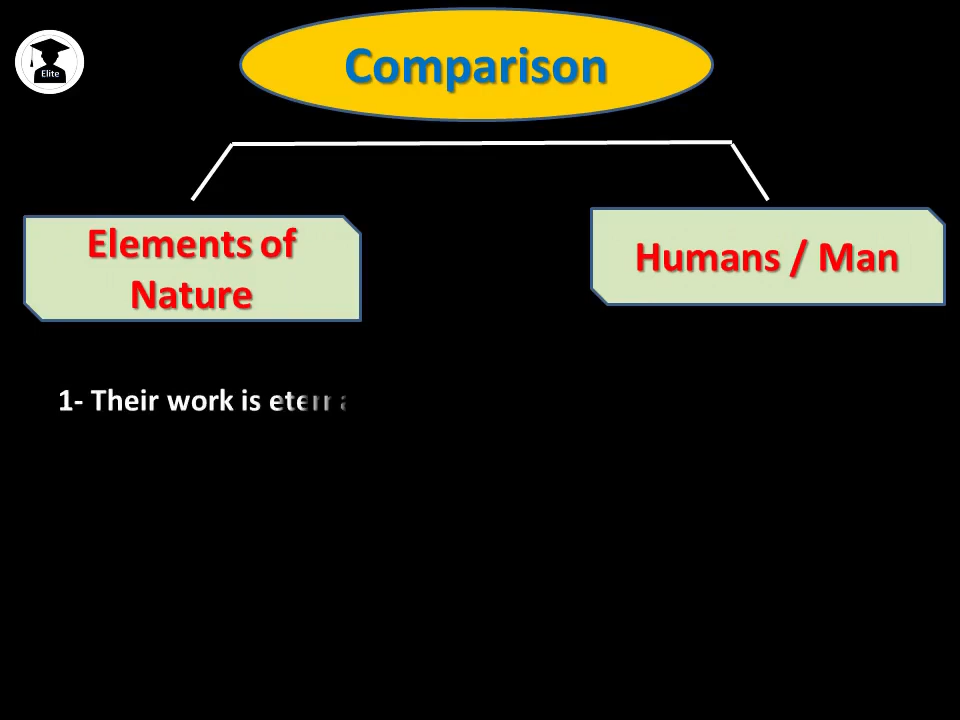 Elite
Comparison
Elements of
Nature
Humans / Man
1- Their work is